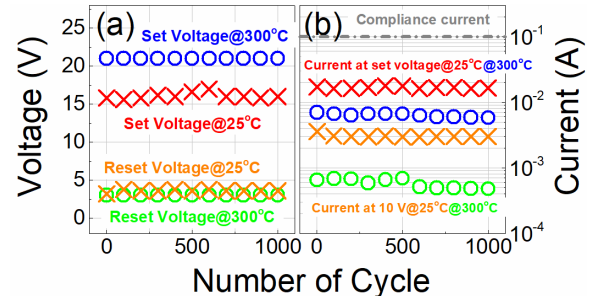 (a)
Set Voltage@300°C
Set Voltage@25°C
Reset Voltage@25°C
Reset Voltage@300°C
Voltage (V)
25
20
15
10
5
0
0 500 1000
(b)
Compliance current
Current at set voltage@25°C@300°C
Current at 10 V@25°C@300°C
10⁻¹
10⁻²
10⁻³
10⁻⁴
Current (A)
0 500 1000
Number of Cycle